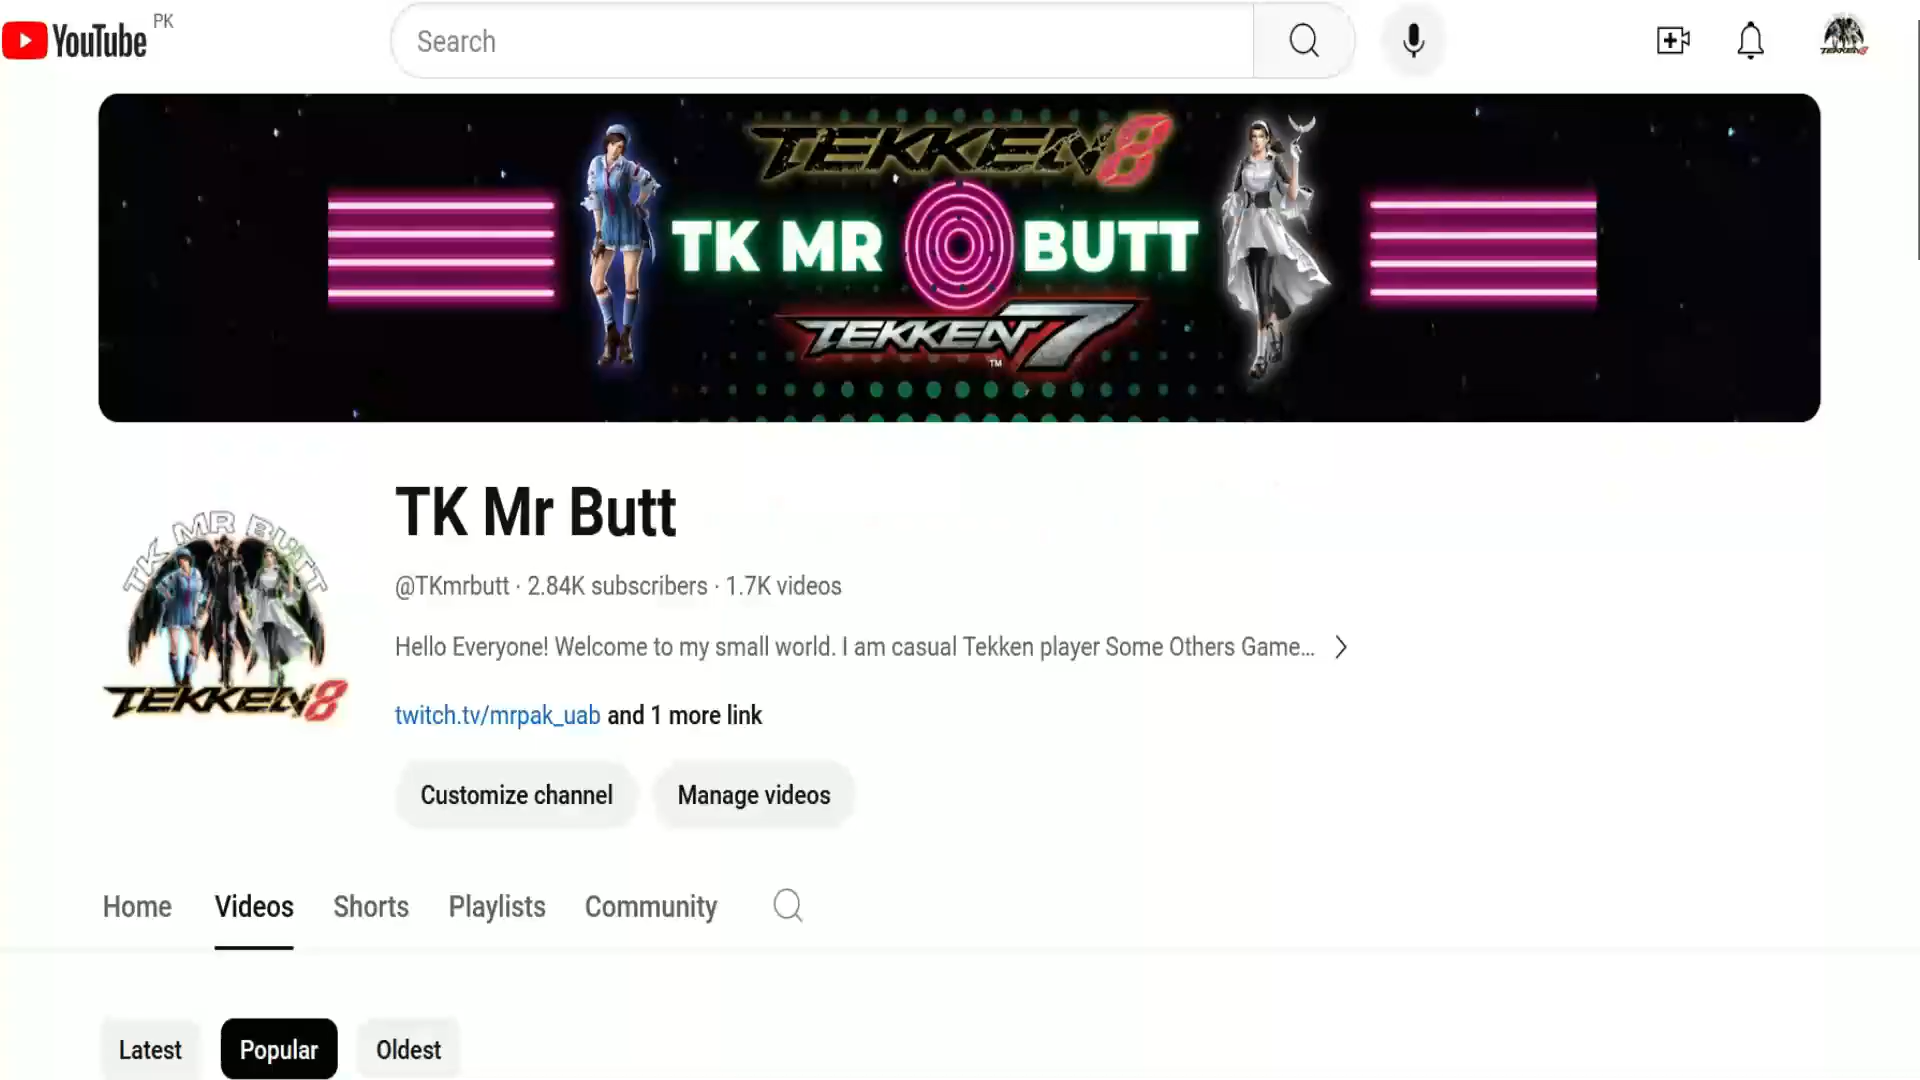 YouTube PK
Search
TEKKEN 8
TEKKEN 8
TK MR BUTT
TEKKEN 7 TM
TK Mr Butt
TK MR BUTT
TEKKEN 8
@TKmrbutt · 2.84K subscribers · 1.7K videos
Hello Everyone! Welcome to my small world. I am casual Tekken player Some Others Game...
twitch.tv/mrpak_uab and 1 more link
Customize channel
Manage videos
Home
Videos
Shorts
Playlists
Community
Latest
Popular
Oldest